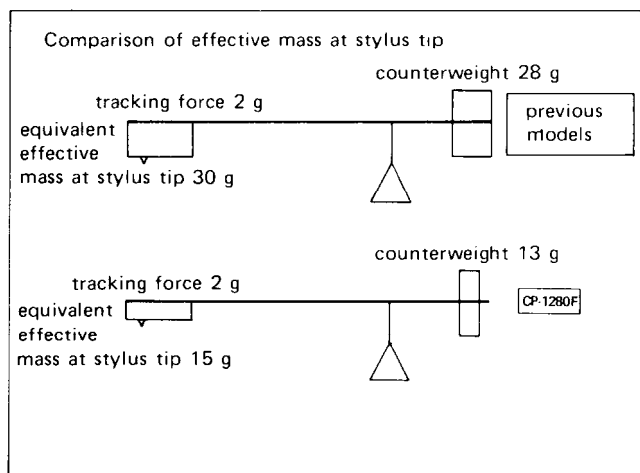 Comparison of effective mass at stylus tip
counterweight 28 g
tracking force 2 g
previous
models
equivalent
effective
mass at stylus tip 30 g
counterweight 13 g
tracking force 2 g
CP-1280F
equivalent
effective
mass at stylus tip 15 g